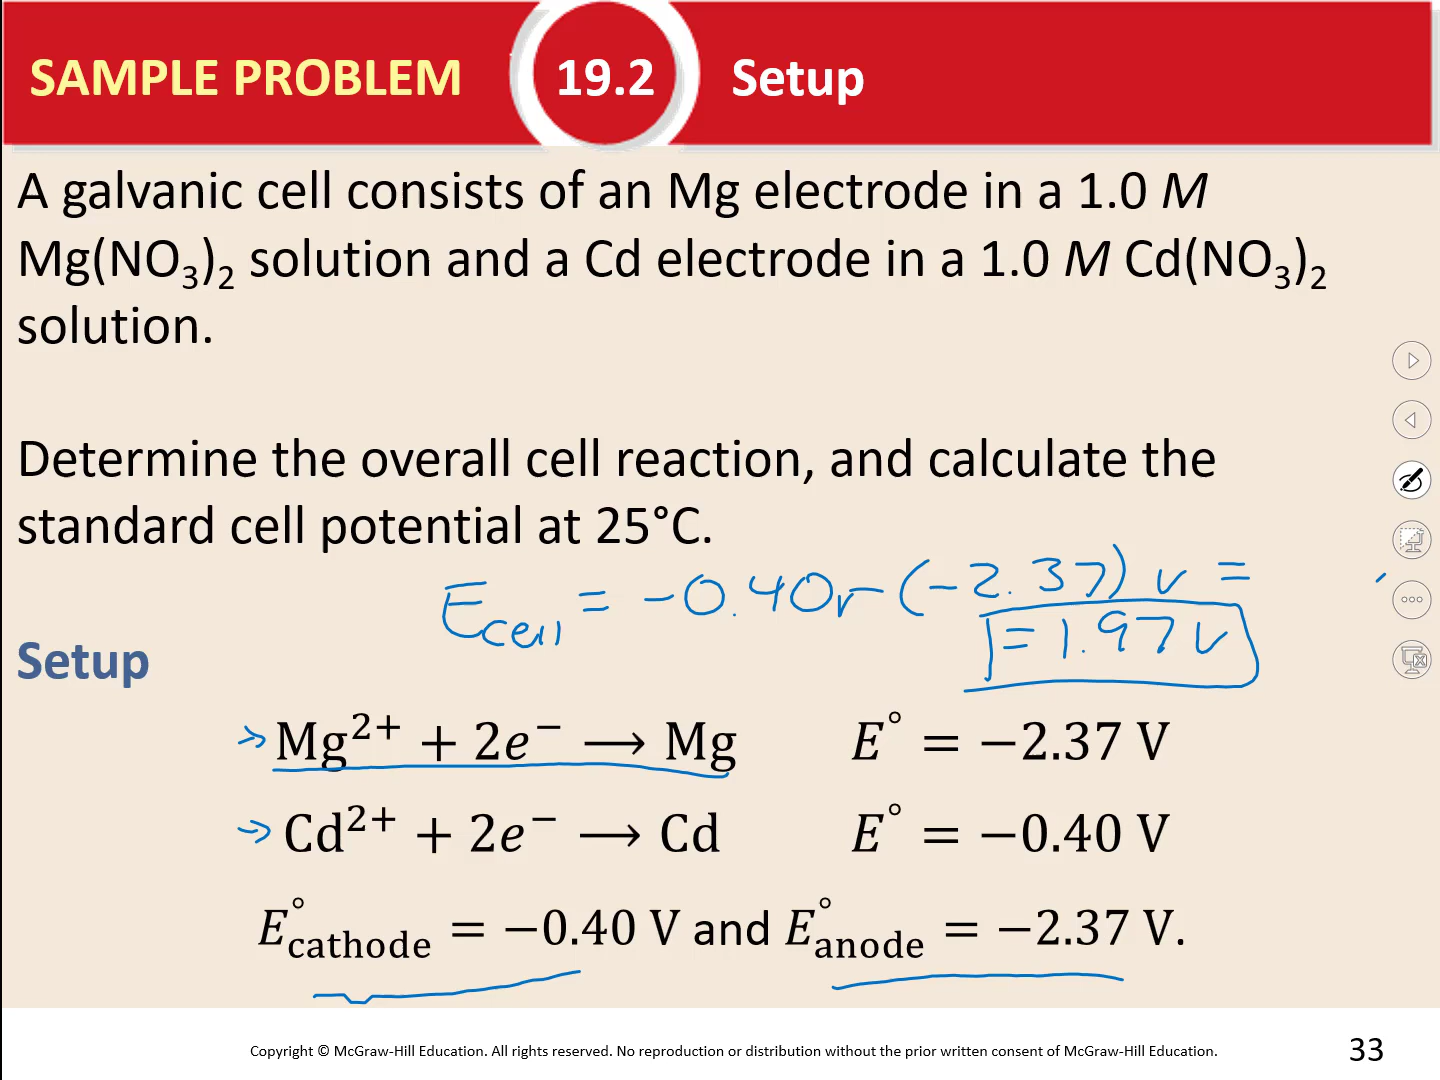 SAMPLE PROBLEM 19.2 Setup
A galvanic cell consists of an Mg electrode in a 1.0 M
Mg(NO₃)₂ solution and a Cd electrode in a 1.0 M Cd(NO₃)₂
solution.
Determine the overall cell reaction, and calculate the
standard cell potential at 25°C.
E cell = -0.40 v - (-2.37) v =
= 1.97 v
Setup
Mg²⁺ + 2e⁻ ⟶ Mg E° = −2.37 V
Cd²⁺ + 2e⁻ ⟶ Cd E° = −0.40 V
E°cathode = −0.40 V and E°anode = −2.37 V.
Copyright © McGraw-Hill Education. All rights reserved. No reproduction or distribution without the prior written consent of McGraw-Hill Education.
33